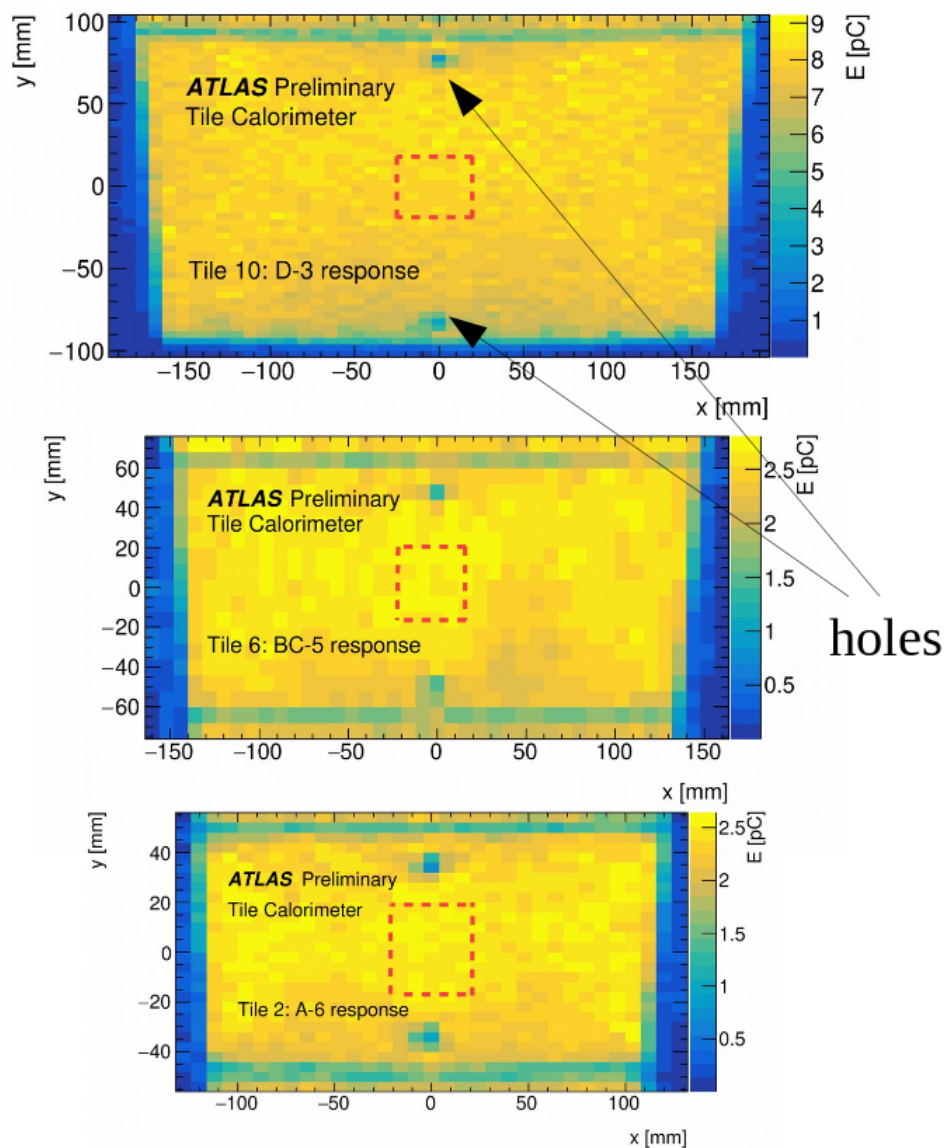 y [mm]
100
50
0
−50
−100
ATLAS Preliminary
Tile Calorimeter
Tile 10: D-3 response
−150 −100 −50 0 50 100 150
x [mm]
9
8
7
6
5
4
3
2
1
E [pC]
y [mm]
60
40
20
0
−20
−40
−60
ATLAS Preliminary
Tile Calorimeter
Tile 6: BC-5 response
−150 −100 −50 0 50 100 150
x [mm]
2.5
2
1.5
1
0.5
E [pC]
holes
y [mm]
40
20
0
−20
−40
ATLAS Preliminary
Tile Calorimeter
Tile 2: A-6 response
−100 −50 0 50 100
x [mm]
2.5
2
1.5
1
0.5
E [pC]